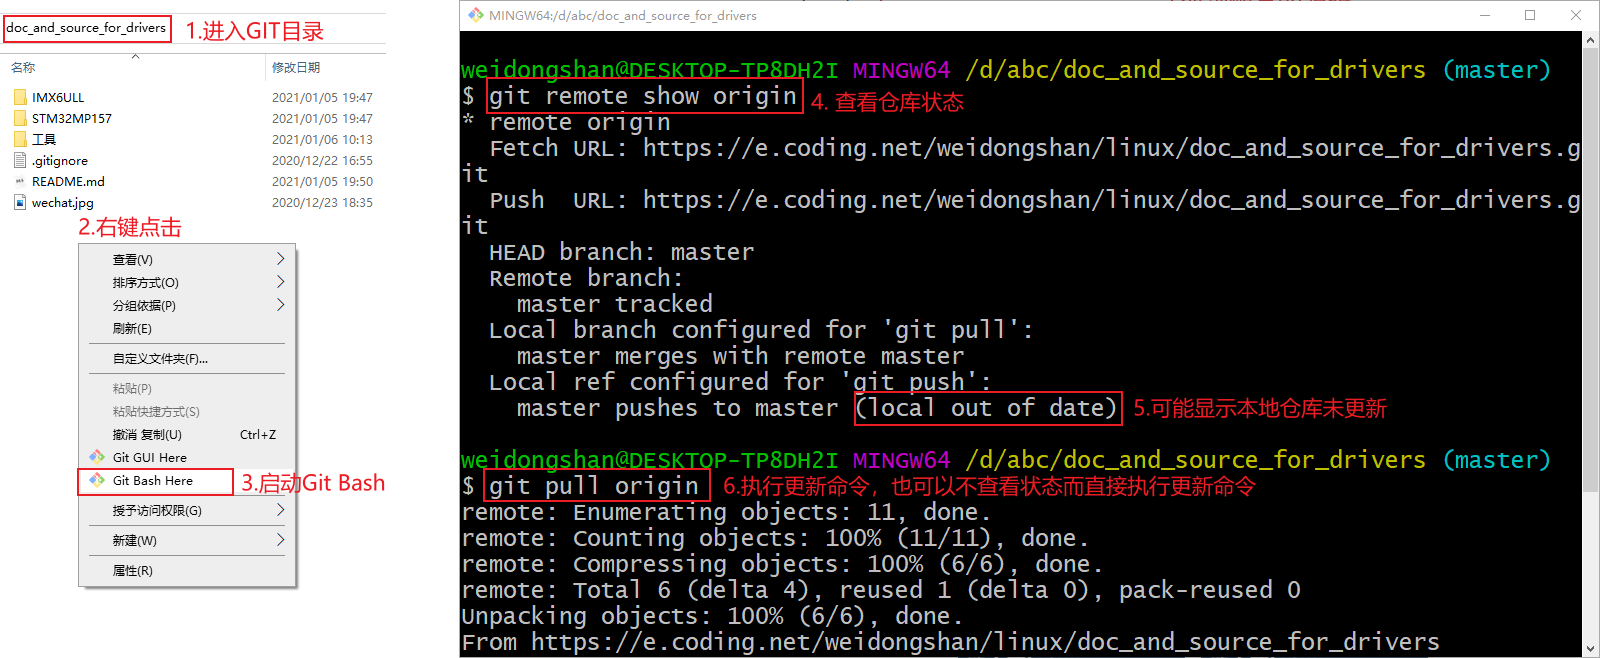 doc_and_source_for_drivers
1.进入GIT目录
名称 修改日期
IMX6ULL 2021/01/05 19:47
STM32MP157 2021/01/05 19:47
工具 2021/01/06 10:13
.gitignore 2020/12/22 16:55
README.md 2021/01/05 19:50
wechat.jpg 2020/12/23 18:35
2.右键点击
查看(V)
排序方式(O)
分组依据(P)
刷新(E)
自定义文件夹(F)...
粘贴(P)
粘贴快捷方式(S)
撤消 复制(U) Ctrl+Z
Git GUI Here
Git Bash Here
3.启动Git Bash
授予访问权限(G)
新建(W)
属性(R)
MINGW64:/d/abc/doc_and_source_for_drivers
weidongshan@DESKTOP-TP8DH2I MINGW64 /d/abc/doc_and_source_for_drivers (master)
$ git remote show origin
4. 查看仓库状态
* remote origin
Fetch URL: https://e.coding.net/weidongshan/linux/doc_and_source_for_drivers.g
it
Push  URL: https://e.coding.net/weidongshan/linux/doc_and_source_for_drivers.g
it
HEAD branch: master
Remote branch:
master tracked
Local branch configured for 'git pull':
master merges with remote master
Local ref configured for 'git push':
master pushes to master (local out of date)
5.可能显示本地仓库未更新
weidongshan@DESKTOP-TP8DH2I MINGW64 /d/abc/doc_and_source_for_drivers (master)
$ git pull origin
6.执行更新命令，也可以不查看状态而直接执行更新命令
remote: Enumerating objects: 11, done.
remote: Counting objects: 100% (11/11), done.
remote: Compressing objects: 100% (6/6), done.
remote: Total 6 (delta 4), reused 1 (delta 0), pack-reused 0
Unpacking objects: 100% (6/6), done.
From https://e.coding.net/weidongshan/linux/doc_and_source_for_drivers